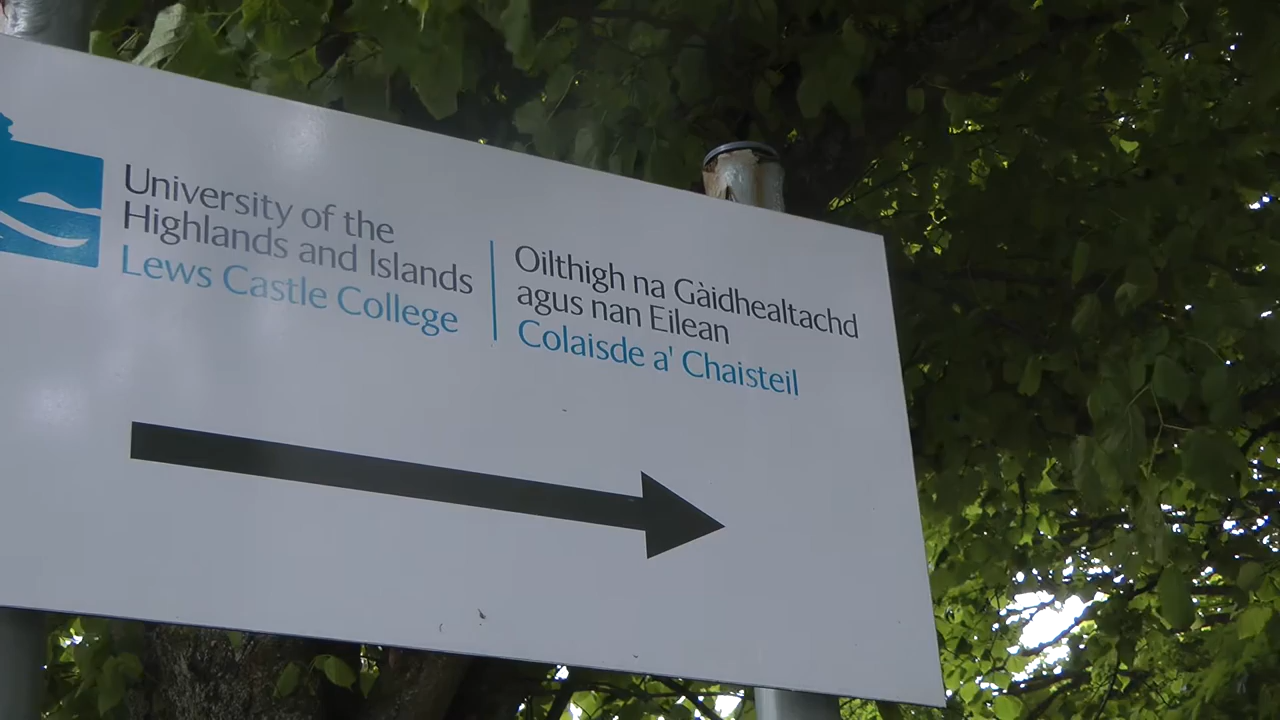 University of the
Highlands and Islands
Lews Castle College
Oilthigh na Gàidhealtachd
agus nan Eilean
Colaisde a' Chaisteil